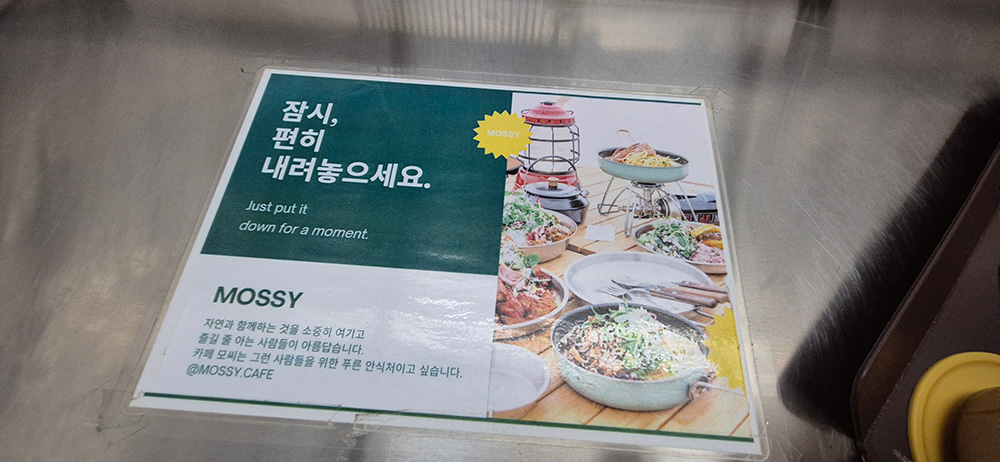 잠시,
편히
내려놓으세요.
Just put it
down for a moment.
MOSSY
MOSSY
자연과 함께하는 것을 소중히 여기고
즐길 줄 아는 사람들이 아름답습니다.
카페 모씨는 그런 사람들을 위한 푸른 안식처이고 싶습니다.
@MOSSY.CAFE